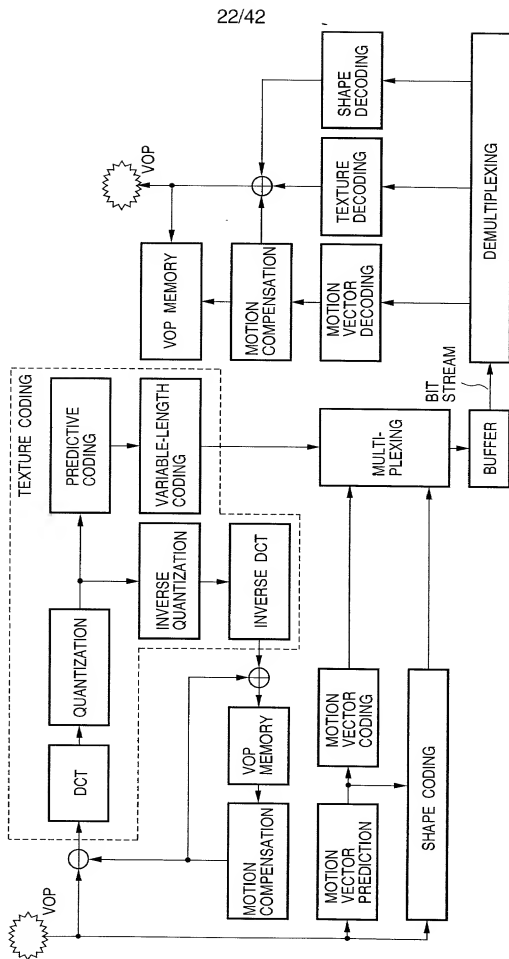 22/42
VOP
TEXTURE CODING
DCT
QUANTIZATION
PREDICTIVE
CODING
VARIABLE-LENGTH
CODING
INVERSE
QUANTIZATION
INVERSE DCT
VOP MEMORY
MOTION
COMPENSATION
MOTION
VECTOR
PREDICTION
MOTION
VECTOR
CODING
SHAPE CODING
MULTI-
PLEXING
BUFFER
BIT
STREAM
DEMULTIPLEXING
MOTION
VECTOR
DECODING
TEXTURE
DECODING
SHAPE
DECODING
MOTION
COMPENSATION
VOP MEMORY
VOP